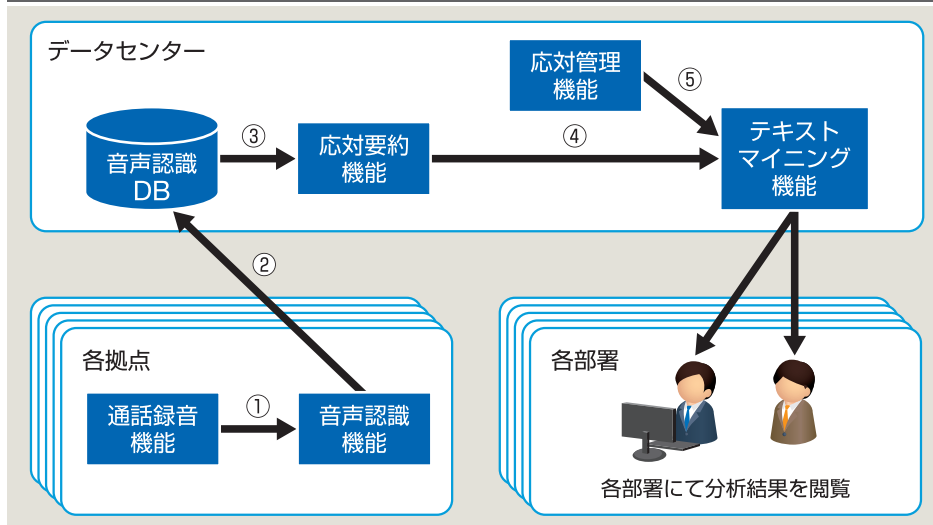 データセンター
応対管理
機能
⑤
音声認識
DB
③
応対要約
機能
④
テキスト
マイニング
機能
②
各拠点
通話録音
機能
①
音声認識
機能
各部署
各部署にて分析結果を閲覧